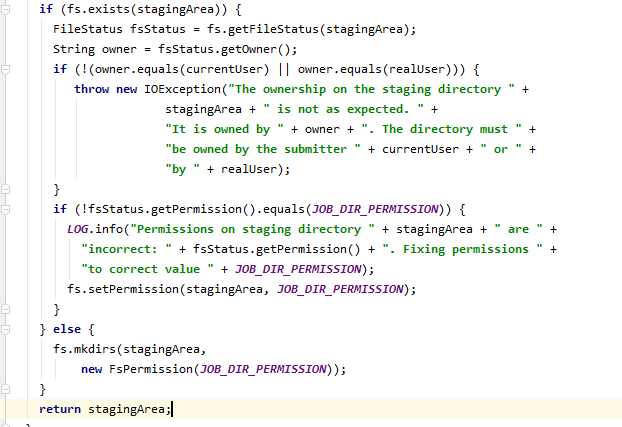 if (fs.exists(stagingArea)) {
FileStatus fsStatus = fs.getFileStatus(stagingArea);
String owner = fsStatus.getOwner();
if (!(owner.equals(currentUser) || owner.equals(realUser))) {
throw new IOException("The ownership on the staging directory " +
stagingArea + " is not as expected. " +
"It is owned by " + owner + ". The directory must " +
"be owned by the submitter " + currentUser + " or " +
"by " + realUser);
}
if (!fsStatus.getPermission().equals(JOB_DIR_PERMISSION)) {
LOG.info("Permissions on staging directory " + stagingArea + " are " +
"incorrect: " + fsStatus.getPermission() + ". Fixing permissions " +
"to correct value " + JOB_DIR_PERMISSION);
fs.setPermission(stagingArea, JOB_DIR_PERMISSION);
}
} else {
fs.mkdirs(stagingArea,
new FsPermission(JOB_DIR_PERMISSION));
}
return stagingArea;